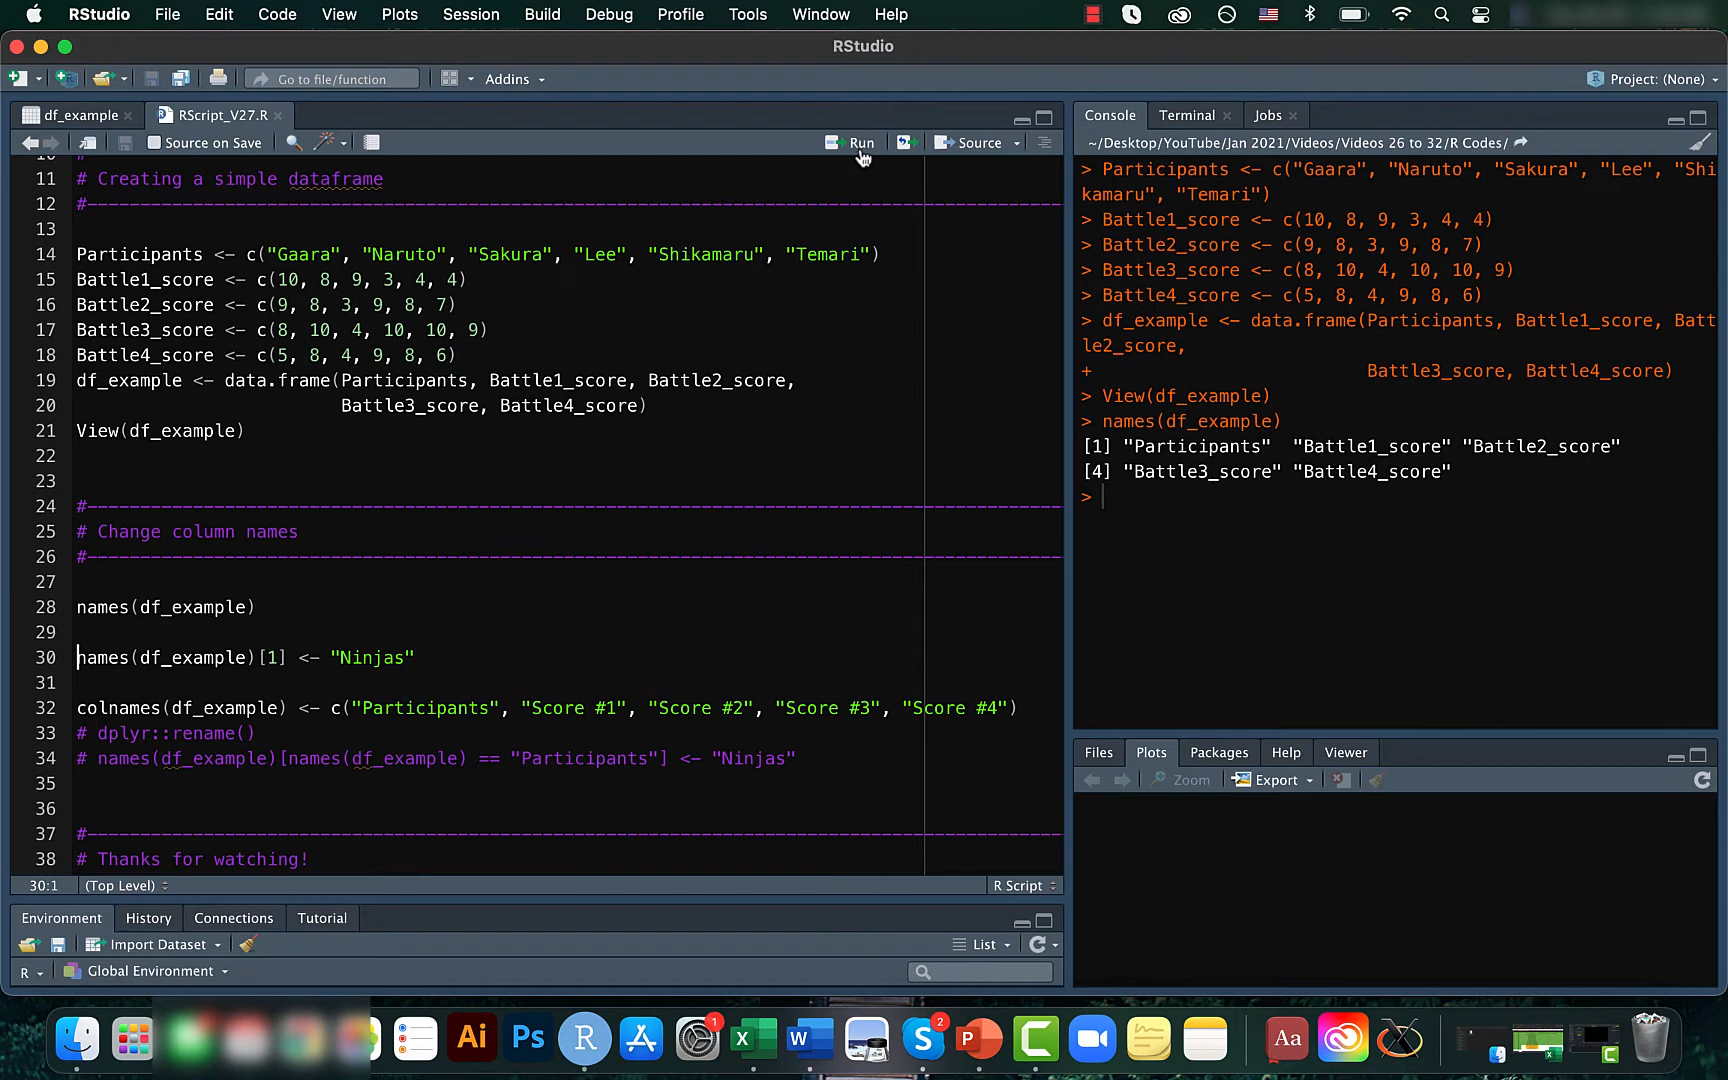 RStudio File Edit Code View Plots Session Build Debug Profile Tools Window Help
RStudio
Go to file/function Addins Project: (None)
df_example RScript_V27.R
Source on Save Run Source
11 # Creating a simple dataframe
12 #--------------------------------------------------------------------------------------------
13
14 Participants <- c("Gaara", "Naruto", "Sakura", "Lee", "Shikamaru", "Temari")
15 Battle1_score <- c(10, 8, 9, 3, 4, 4)
16 Battle2_score <- c(9, 8, 3, 9, 8, 7)
17 Battle3_score <- c(8, 10, 4, 10, 10, 9)
18 Battle4_score <- c(5, 8, 4, 9, 8, 6)
19 df_example <- data.frame(Participants, Battle1_score, Battle2_score,
20 Battle3_score, Battle4_score)
21 View(df_example)
22
23
24 #--------------------------------------------------------------------------------------------
25 # Change column names
26 #--------------------------------------------------------------------------------------------
27
28 names(df_example)
29
30 names(df_example)[1] <- "Ninjas"
31
32 colnames(df_example) <- c("Participants", "Score #1", "Score #2", "Score #3", "Score #4")
33 # dplyr::rename()
34 # names(df_example)[names(df_example) == "Participants"] <- "Ninjas"
35
36
37 #--------------------------------------------------------------------------------------------
38 # Thanks for watching!
30:1 (Top Level) R Script
Environment History Connections Tutorial
Import Dataset List
R Global Environment
Console Terminal Jobs
~/Desktop/YouTube/Jan 2021/Videos/Videos 26 to 32/R Codes/
> Participants <- c("Gaara", "Naruto", "Sakura", "Lee", "Shi
kamaru", "Temari")
> Battle1_score <- c(10, 8, 9, 3, 4, 4)
> Battle2_score <- c(9, 8, 3, 9, 8, 7)
> Battle3_score <- c(8, 10, 4, 10, 10, 9)
> Battle4_score <- c(5, 8, 4, 9, 8, 6)
> df_example <- data.frame(Participants, Battle1_score, Batt
le2_score,
+ Battle3_score, Battle4_score)
> View(df_example)
> names(df_example)
[1] "Participants" "Battle1_score" "Battle2_score"
[4] "Battle3_score" "Battle4_score"
>
Files Plots Packages Help Viewer
Zoom Export
Ai Ps R 1 X W S 2 P C Aa